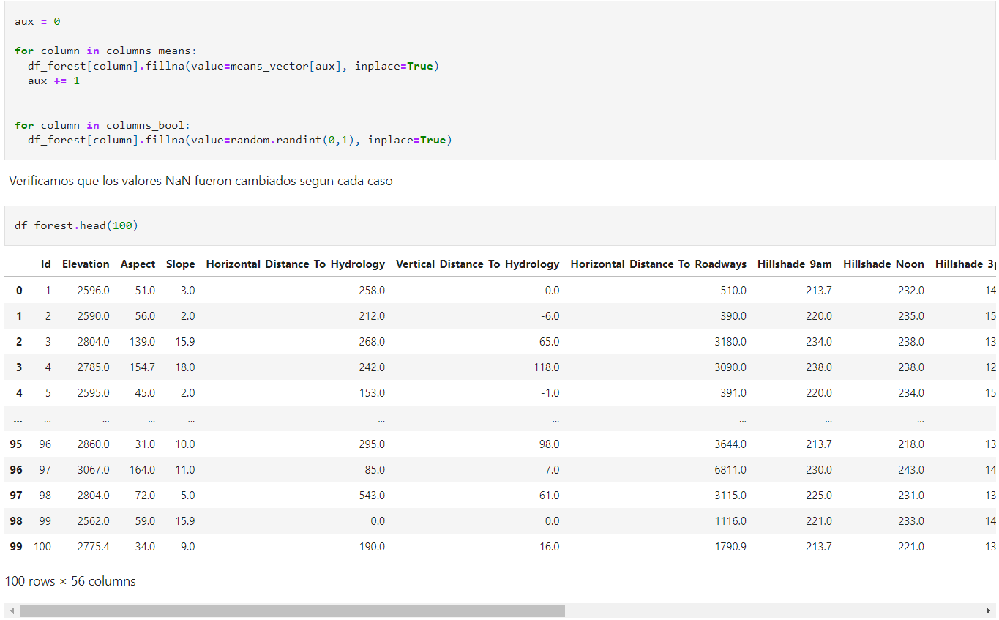 aux = 0
for column in columns_means:
df_forest[column].fillna(value=means_vector[aux], inplace=True)
aux += 1
for column in columns_bool:
df_forest[column].fillna(value=random.randint(0,1), inplace=True)
Verificamos que los valores NaN fueron cambiados segun cada caso
df_forest.head(100)
Id Elevation Aspect Slope Horizontal_Distance_To_Hydrology Vertical_Distance_To_Hydrology Horizontal_Distance_To_Roadways Hillshade_9am Hillshade_Noon Hillshade_3p
0 1 2596.0 51.0 3.0 258.0 0.0 510.0 213.7 232.0 14
1 2 2590.0 56.0 2.0 212.0 -6.0 390.0 220.0 235.0 15
2 3 2804.0 139.0 15.9 268.0 65.0 3180.0 234.0 238.0 13
3 4 2785.0 154.7 18.0 242.0 118.0 3090.0 238.0 238.0 12
4 5 2595.0 45.0 2.0 153.0 -1.0 391.0 220.0 234.0 15
... ... ... ... ... ... ... ... ... ...
95 96 2860.0 31.0 10.0 295.0 98.0 3644.0 213.7 218.0 13
96 97 3067.0 164.0 11.0 85.0 7.0 6811.0 230.0 243.0 14
97 98 2804.0 72.0 5.0 543.0 61.0 3115.0 225.0 231.0 13
98 99 2562.0 59.0 15.9 0.0 0.0 1116.0 221.0 233.0 14
99 100 2775.4 34.0 9.0 190.0 16.0 1790.9 213.7 221.0 13
100 rows × 56 columns